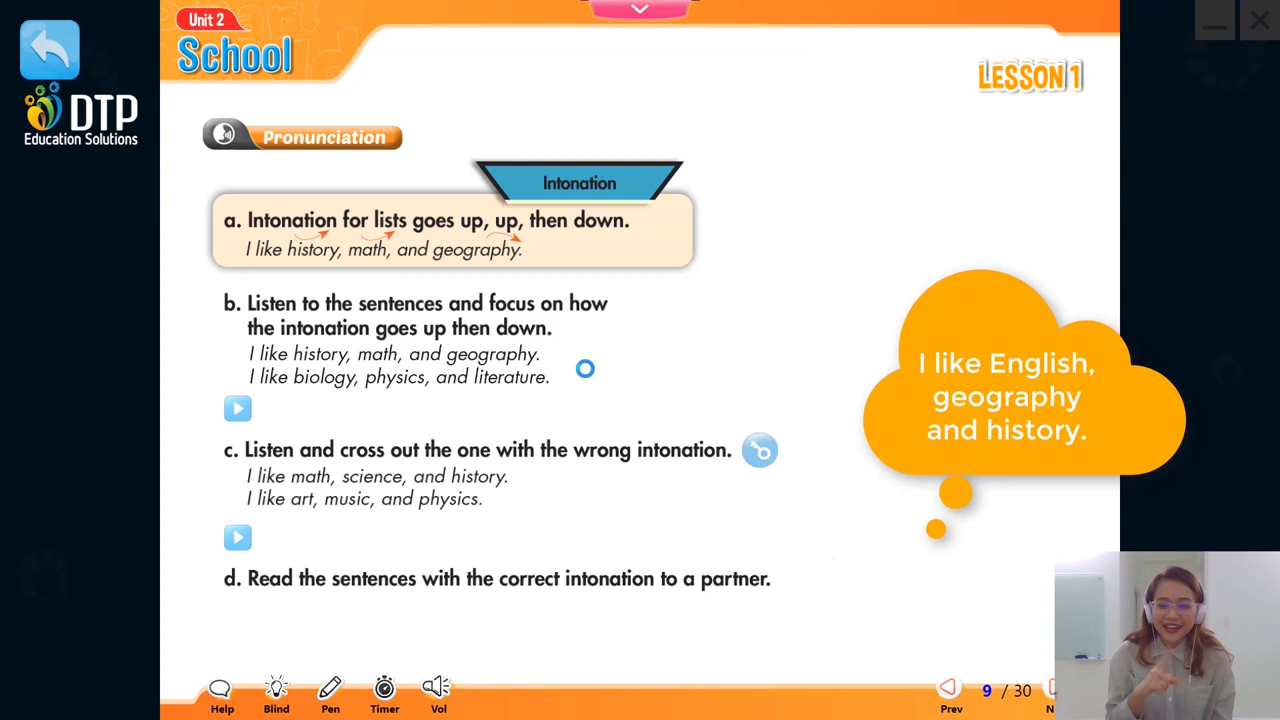 Unit 2
School
LESSON 1
DTP
Education Solutions
Pronunciation
Intonation
a. Intonation for lists goes up, up, then down.
I like history, math, and geography.
b. Listen to the sentences and focus on how
the intonation goes up then down.
I like history, math, and geography.
I like biology, physics, and literature.
I like English,
geography
and history.
c. Listen and cross out the one with the wrong intonation.
I like math, science, and history.
I like art, music, and physics.
d. Read the sentences with the correct intonation to a partner.
Help
Blind
Pen
Timer
Vol
Prev
9 / 30